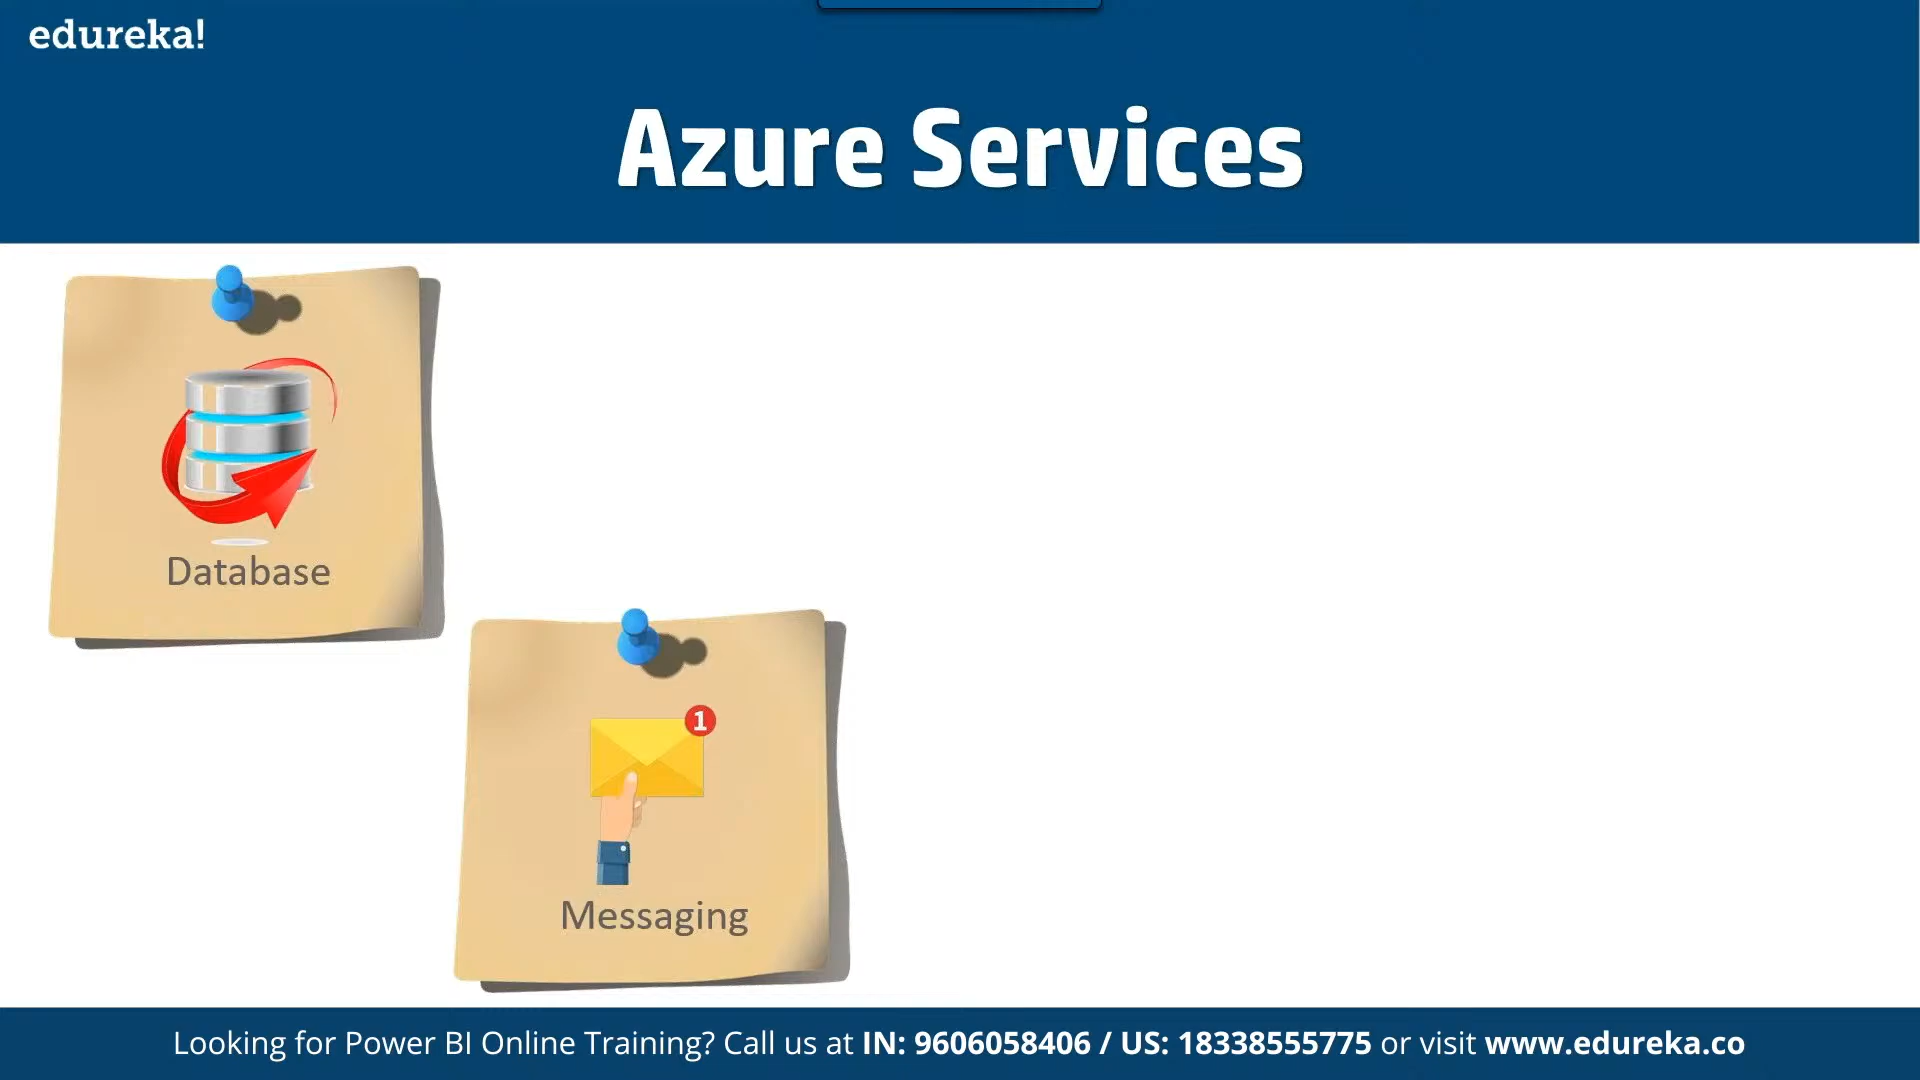 edureka!
Azure Services
Database
1
Messaging
Looking for Power BI Online Training? Call us at IN: 9606058406 / US: 18338555775 or visit www.edureka.co